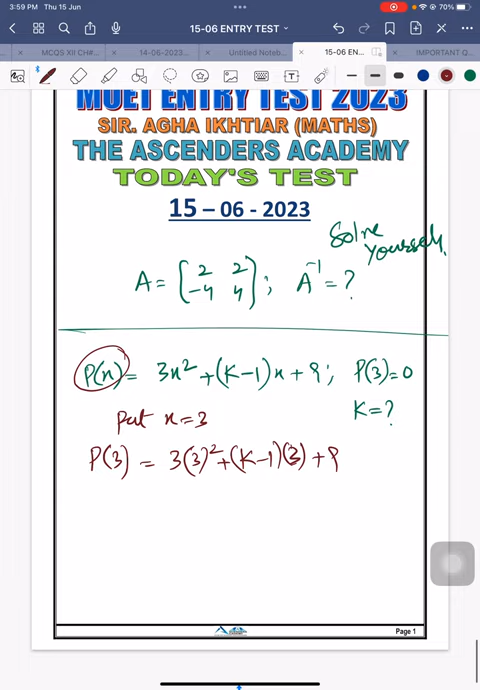 3:59 PM Thu 15 Jun
70%
15-06 ENTRY TEST
MCQS XII CH#... 14-06-2023... Untitled Noteb... 15-06 EN... IMPORTANT Q...
MUET ENTRY TEST 2023
SIR. AGHA IKHTIAR (MATHS)
THE ASCENDERS ACADEMY
TODAY'S TEST
15 – 06 - 2023
Solve
yourself.
A = [2 2; -4 4]; A⁻¹ = ?
P(x) = 3x² + (K-1)x + 9; P(3)=0
K=?
Put x=3
P(3) = 3(3)² + (K-1)(3) + 9
Page 1